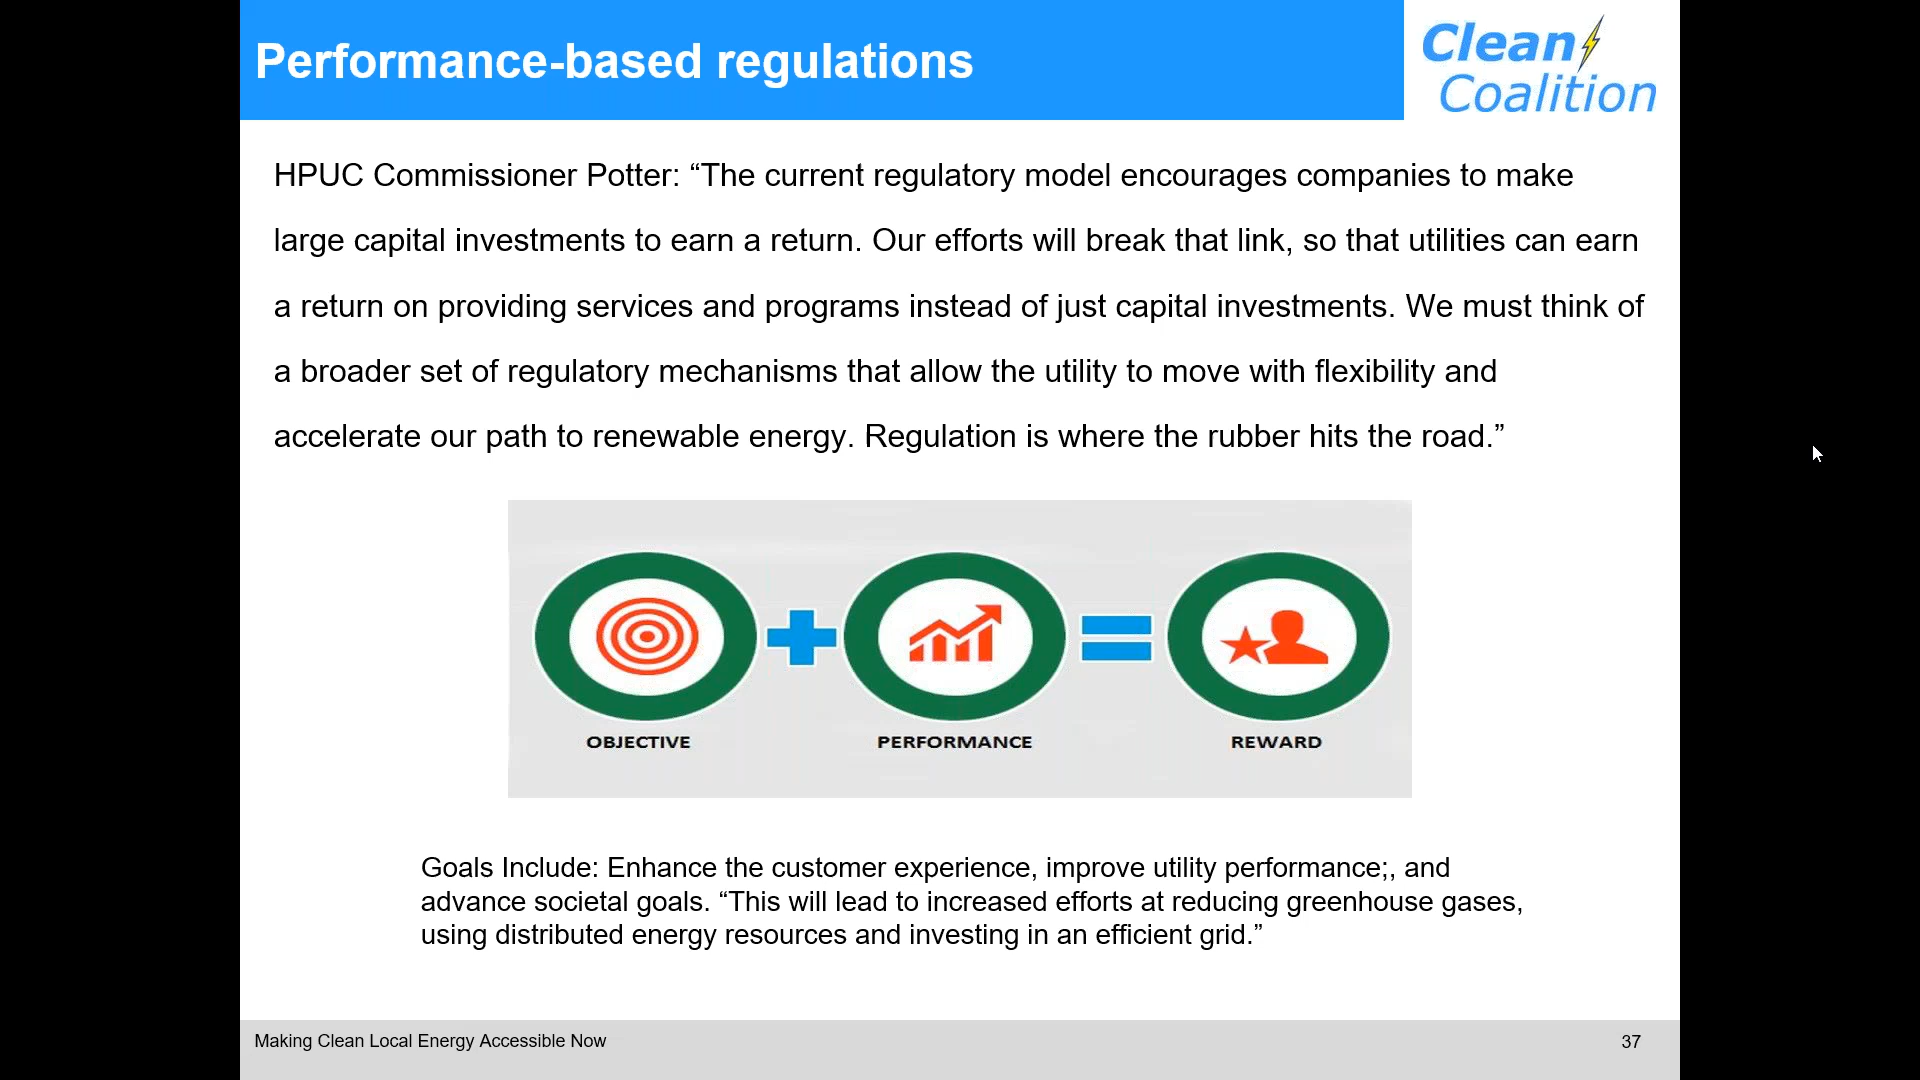 Performance-based regulations
Clean
Coalition
HPUC Commissioner Potter: “The current regulatory model encourages companies to make
large capital investments to earn a return. Our efforts will break that link, so that utilities can earn
a return on providing services and programs instead of just capital investments. We must think of
a broader set of regulatory mechanisms that allow the utility to move with flexibility and
accelerate our path to renewable energy. Regulation is where the rubber hits the road.”
OBJECTIVE
PERFORMANCE
REWARD
Goals Include: Enhance the customer experience, improve utility performance;, and
advance societal goals. “This will lead to increased efforts at reducing greenhouse gases,
using distributed energy resources and investing in an efficient grid.”
Making Clean Local Energy Accessible Now
37